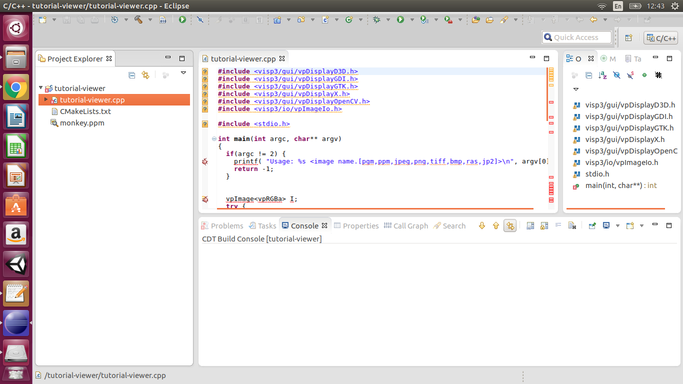 C/C++ - tutorial-viewer/tutorial-viewer.cpp - Eclipse
En
12:43
Quick Access
C/C++
Project Explorer
tutorial-viewer
tutorial-viewer.cpp
CMakeLists.txt
monkey.ppm
tutorial-viewer.cpp
#include <visp3/gui/vpDisplayD3D.h>
#include <visp3/gui/vpDisplayGDI.h>
#include <visp3/gui/vpDisplayGTK.h>
#include <visp3/gui/vpDisplayX.h>
#include <visp3/gui/vpDisplayOpenCV.h>
#include <visp3/io/vpImageIo.h>
#include <stdio.h>
int main(int argc, char** argv)
{
if(argc != 2) {
printf( "Usage: %s <image name.[pgm,ppm,jpeg,png,tiff,bmp,ras,jp2]>\n", argv[0]
return -1;
}
vpImage<vpRGBa> I;
try {
O
M
Ta
visp3/gui/vpDisplayD3D.h
visp3/gui/vpDisplayGDI.h
visp3/gui/vpDisplayGTK.h
visp3/gui/vpDisplayX.h
visp3/gui/vpDisplayOpenC
visp3/io/vpImageIo.h
stdio.h
main(int, char**) : int
Problems
Tasks
Console
Properties
Call Graph
Search
CDT Build Console [tutorial-viewer]
/tutorial-viewer/tutorial-viewer.cpp